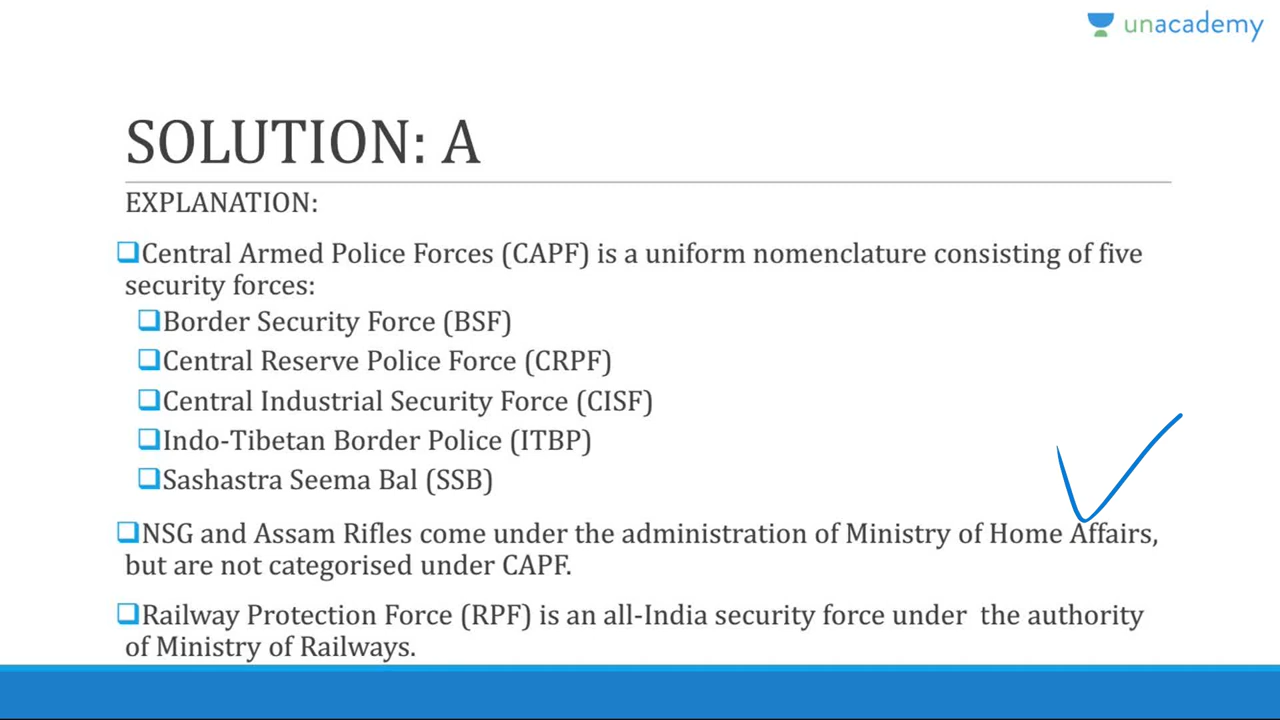 unacademy
SOLUTION: A
EXPLANATION:
Central Armed Police Forces (CAPF) is a uniform nomenclature consisting of five
security forces:
Border Security Force (BSF)
Central Reserve Police Force (CRPF)
Central Industrial Security Force (CISF)
Indo-Tibetan Border Police (ITBP)
Sashastra Seema Bal (SSB)
NSG and Assam Rifles come under the administration of Ministry of Home Affairs,
but are not categorised under CAPF.
Railway Protection Force (RPF) is an all-India security force under the authority
of Ministry of Railways.